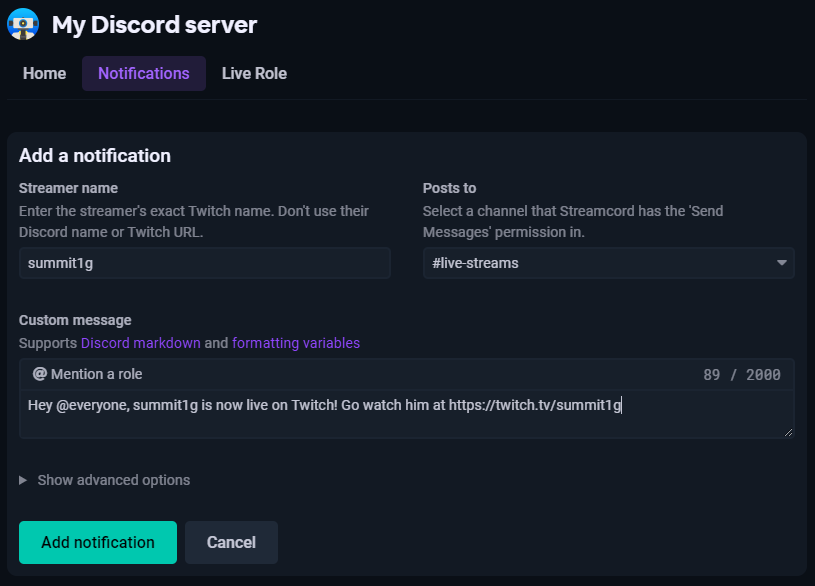 My Discord server
Home Notifications Live Role
Add a notification
Streamer name
Enter the streamer's exact Twitch name. Don't use their
Discord name or Twitch URL.
summit1g
Posts to
Select a channel that Streamcord has the 'Send
Messages' permission in.
#live-streams
Custom message
Supports Discord markdown and formatting variables
@ Mention a role 89 / 2000
Hey @everyone, summit1g is now live on Twitch! Go watch him at https://twitch.tv/summit1g
Show advanced options
Add notification Cancel